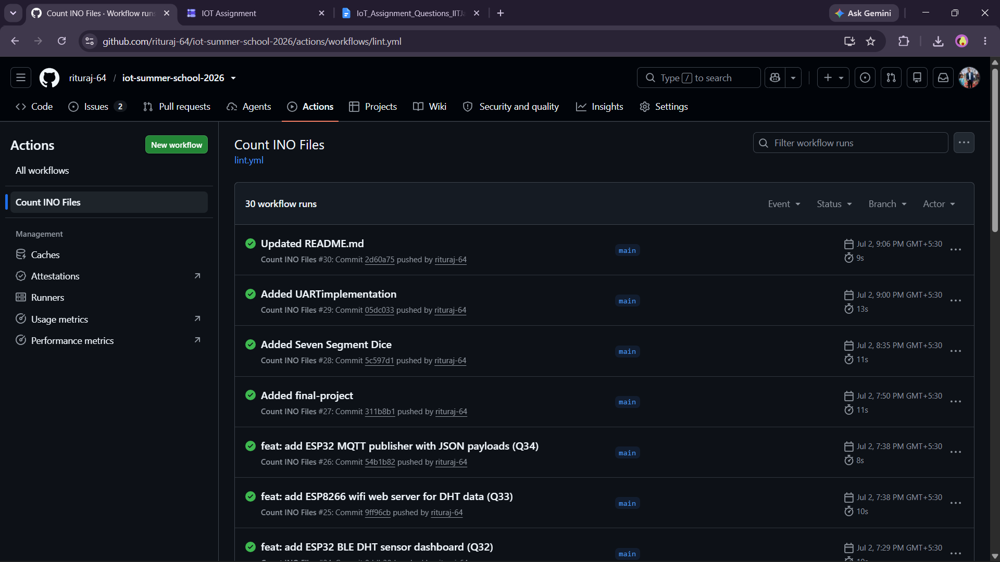 Count INO Files · Workflow runs
IOT Assignment
IoT_Assignment_Questions_IITJa
Ask Gemini
github.com/rituraj-64/iot-summer-school-2026/actions/workflows/lint.yml
rituraj-64 / iot-summer-school-2026
Type / to search
Code
Issues 2
Pull requests
Agents
Actions
Projects
Wiki
Security and quality
Insights
Settings
Actions
New workflow
All workflows
Count INO Files
Management
Caches
Attestations
Runners
Usage metrics
Performance metrics
Count INO Files
lint.yml
Filter workflow runs
30 workflow runs
Event
Status
Branch
Actor
Updated README.md
Count INO Files #30: Commit 2d60a75 pushed by rituraj-64
main
Jul 2, 9:06 PM GMT+5:30
9s
Added UARTimplementation
Count INO Files #29: Commit 05dc033 pushed by rituraj-64
main
Jul 2, 9:00 PM GMT+5:30
13s
Added Seven Segment Dice
Count INO Files #28: Commit 5c597d1 pushed by rituraj-64
main
Jul 2, 8:35 PM GMT+5:30
11s
Added final-project
Count INO Files #27: Commit 311b8b1 pushed by rituraj-64
main
Jul 2, 7:50 PM GMT+5:30
11s
feat: add ESP32 MQTT publisher with JSON payloads (Q34)
Count INO Files #26: Commit 54b1b82 pushed by rituraj-64
main
Jul 2, 7:38 PM GMT+5:30
8s
feat: add ESP8266 wifi web server for DHT data (Q33)
Count INO Files #25: Commit 9ff96cb pushed by rituraj-64
main
Jul 2, 7:38 PM GMT+5:30
10s
feat: add ESP32 BLE DHT sensor dashboard (Q32)
main
Jul 2, 7:29 PM GMT+5:30